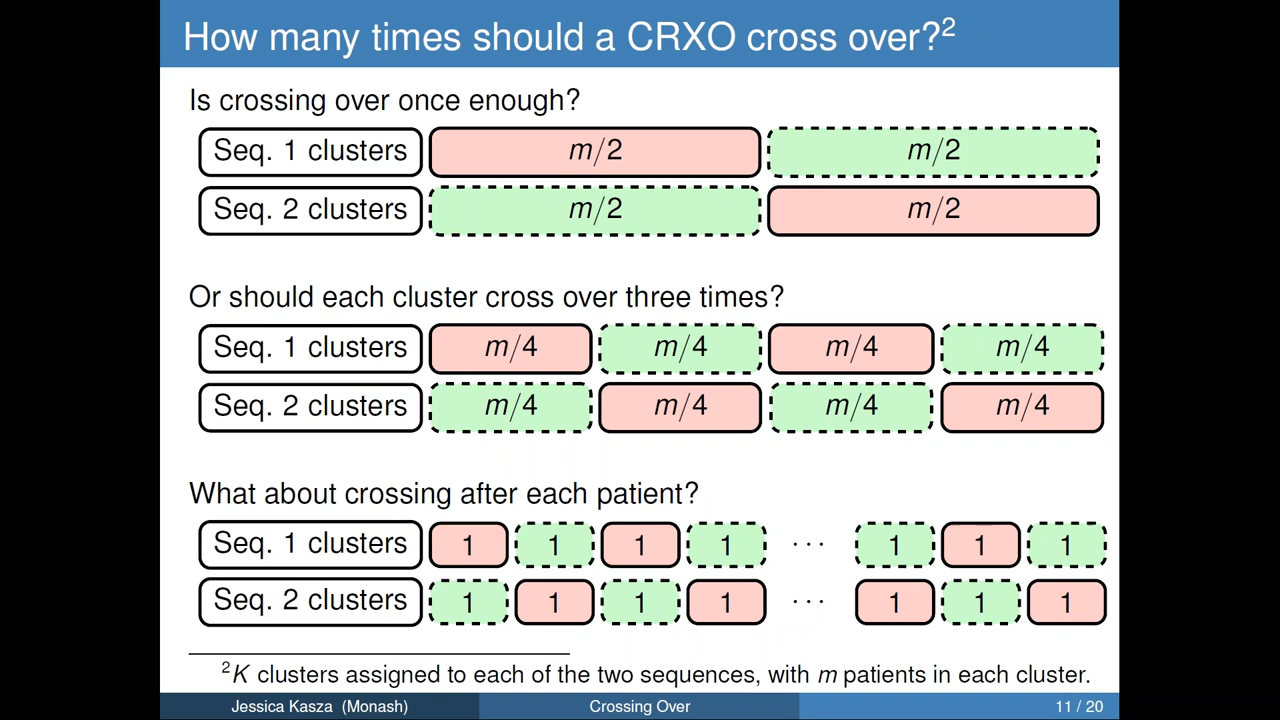 How many times should a CRXO cross over?²
Is crossing over once enough?
Seq. 1 clusters m/2 m/2
Seq. 2 clusters m/2 m/2
Or should each cluster cross over three times?
Seq. 1 clusters m/4 m/4 m/4 m/4
Seq. 2 clusters m/4 m/4 m/4 m/4
What about crossing after each patient?
Seq. 1 clusters 1 1 1 1 ... 1 1 1
Seq. 2 clusters 1 1 1 1 ... 1 1 1
²K clusters assigned to each of the two sequences, with m patients in each cluster.
Jessica Kasza (Monash) Crossing Over 11 / 20